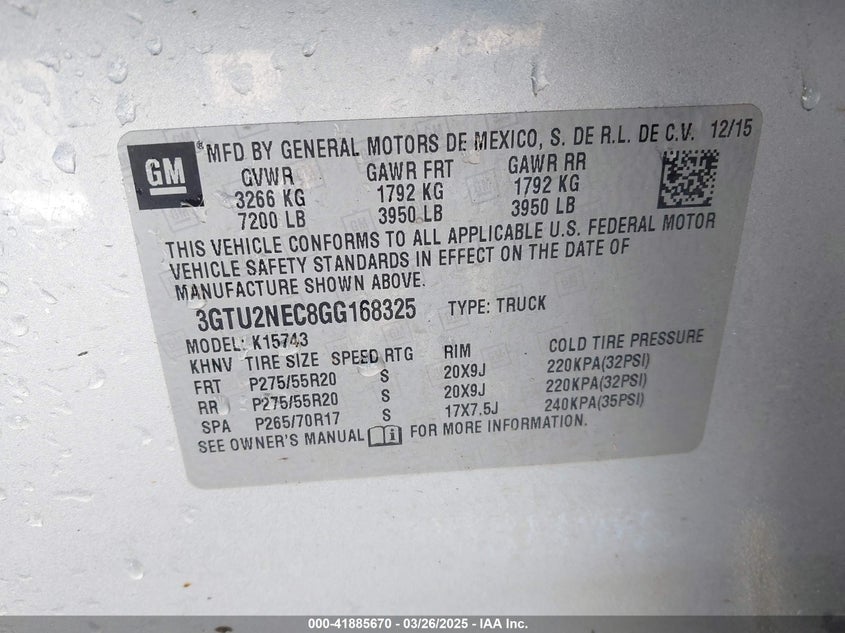 GM ® MFD BY GENERAL MOTORS DE MEXICO, S. DE R.L. DE C.V. 12/15
GVWR GAWR FRT GAWR RR
3266 KG 1792 KG 1792 KG
7200 LB 3950 LB 3950 LB
THIS VEHICLE CONFORMS TO ALL APPLICABLE U.S. FEDERAL MOTOR
VEHICLE SAFETY STANDARDS IN EFFECT ON THE DATE OF
MANUFACTURE SHOWN ABOVE.
3GTU2NEC8GG168325 TYPE: TRUCK
MODEL: K15743
KHNV TIRE SIZE SPEED RTG RIM COLD TIRE PRESSURE
FRT P275/55R20 S 20X9J 220KPA(32PSI)
RR P275/55R20 S 20X9J 220KPA(32PSI)
SPA P265/70R17 S 17X7.5J 240KPA(35PSI)
SEE OWNER'S MANUAL FOR MORE INFORMATION.
000-41885670 - 03/26/2025 - IAA Inc.